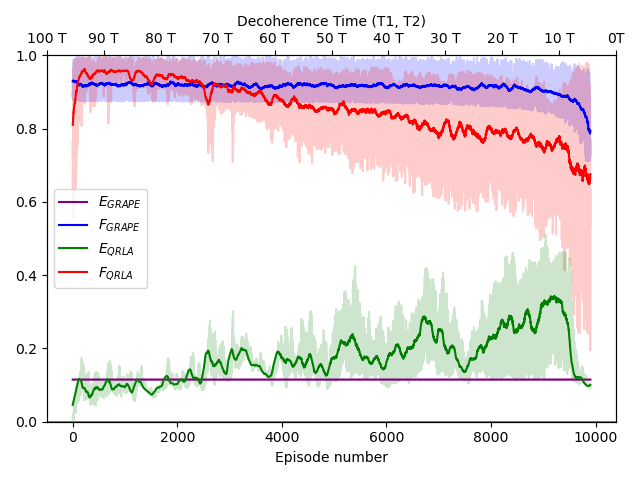 Decoherence Time (T1, T2)
100 T 90 T 80 T 70 T 60 T 50 T 40 T 30 T 20 T 10 T 0T
1.0
0.8
0.6
0.4
0.2
0.0
E_GRAPE
F_GRAPE
E_QRLA
F_QRLA
0 2000 4000 6000 8000 10000
Episode number